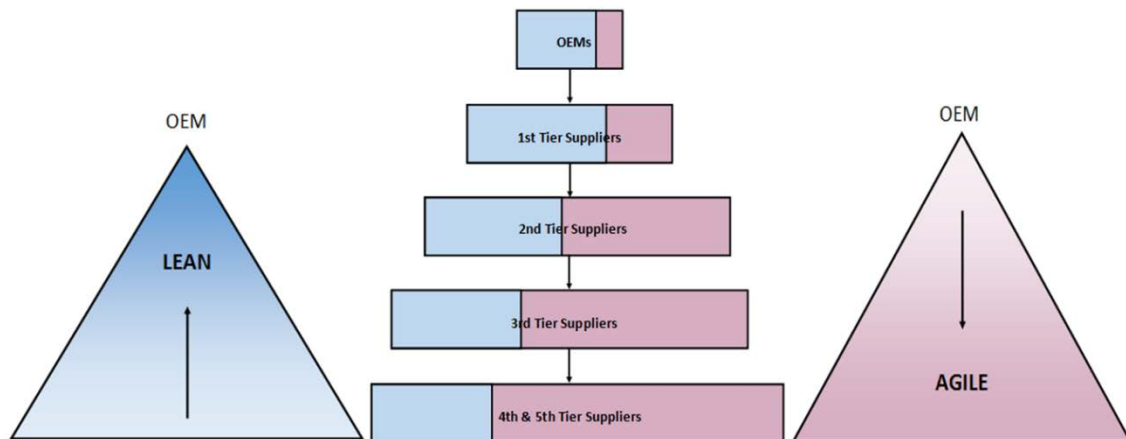 OEMs
OEM
OEM
1st Tier Suppliers
2nd Tier Suppliers
LEAN
3rd Tier Suppliers
AGILE
4th & 5th Tier Suppliers